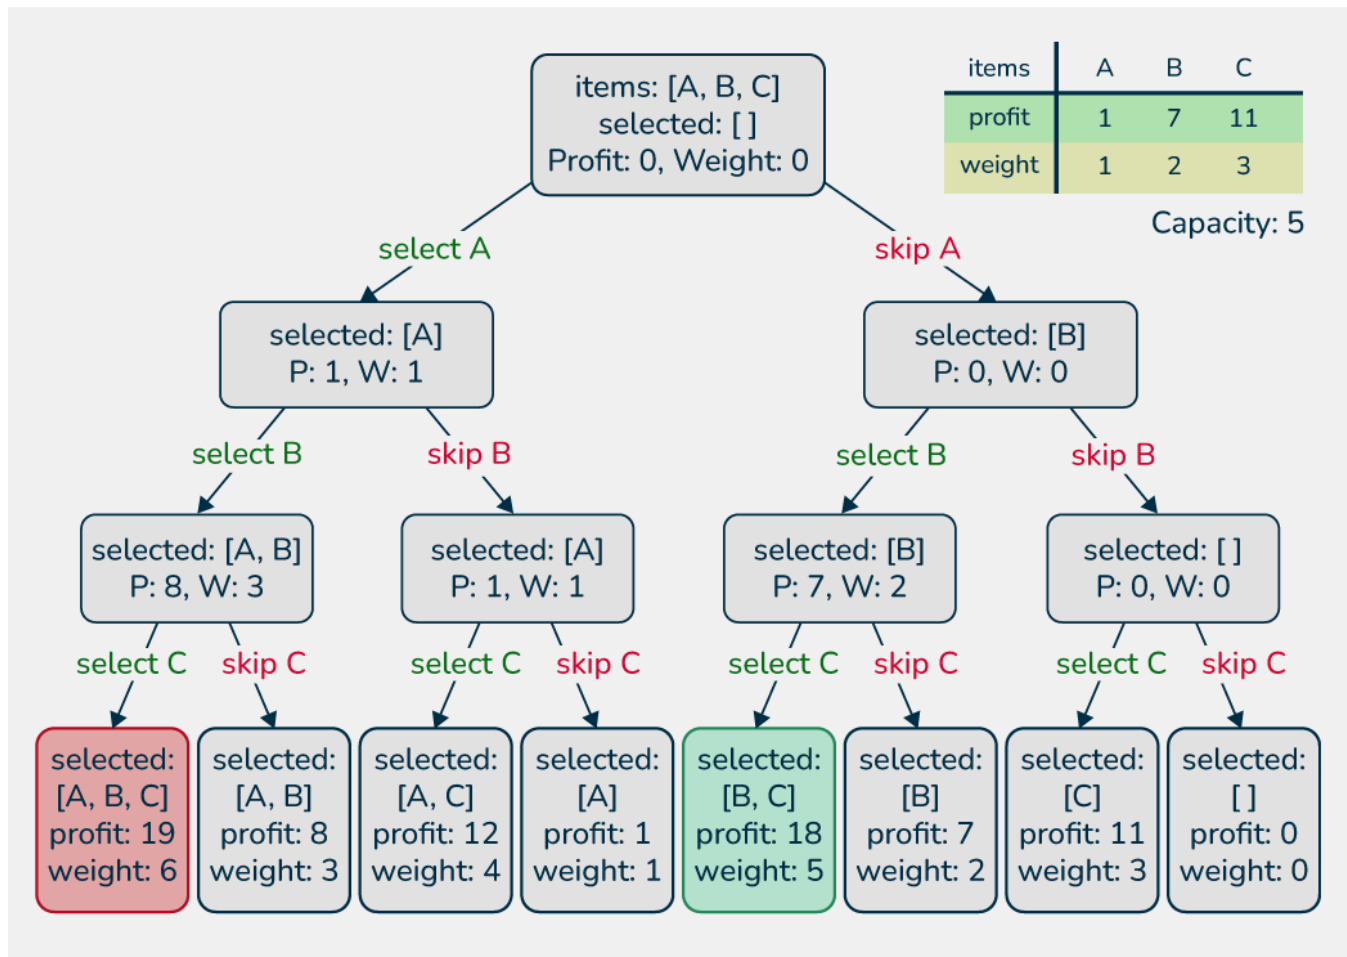 items: [A, B, C]
selected: [ ]
Profit: 0, Weight: 0
items A B C
profit 1 7 11
weight 1 2 3
Capacity: 5
select A
skip A
selected: [A]
P: 1, W: 1
selected: [B]
P: 0, W: 0
select B
skip B
select B
skip B
selected: [A, B]
P: 8, W: 3
selected: [A]
P: 1, W: 1
selected: [B]
P: 7, W: 2
selected: [ ]
P: 0, W: 0
select C
skip C
select C
skip C
select C
skip C
select C
skip C
selected:
[A, B, C]
profit: 19
weight: 6
selected:
[A, B]
profit: 8
weight: 3
selected:
[A, C]
profit: 12
weight: 4
selected:
[A]
profit: 1
weight: 1
selected:
[B, C]
profit: 18
weight: 5
selected:
[B]
profit: 7
weight: 2
selected:
[C]
profit: 11
weight: 3
selected:
[ ]
profit: 0
weight: 0